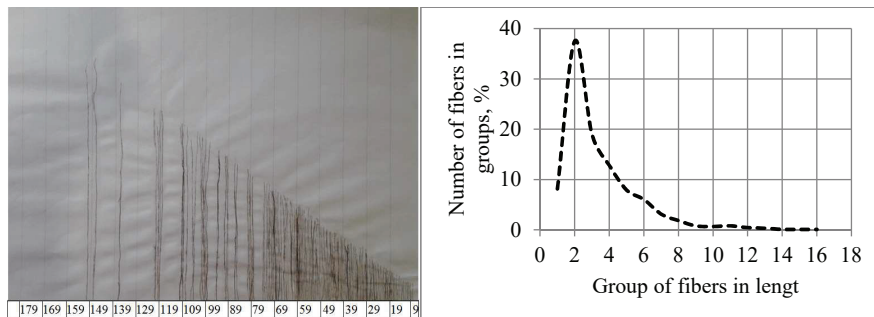 179 169 159 149 139 129 119 109 99 89 79 69 59 49 39 29 19 9
Number of fibers in
groups, %
40
30
20
10
0
0 2 4 6 8 10 12 14 16 18
Group of fibers in lengt